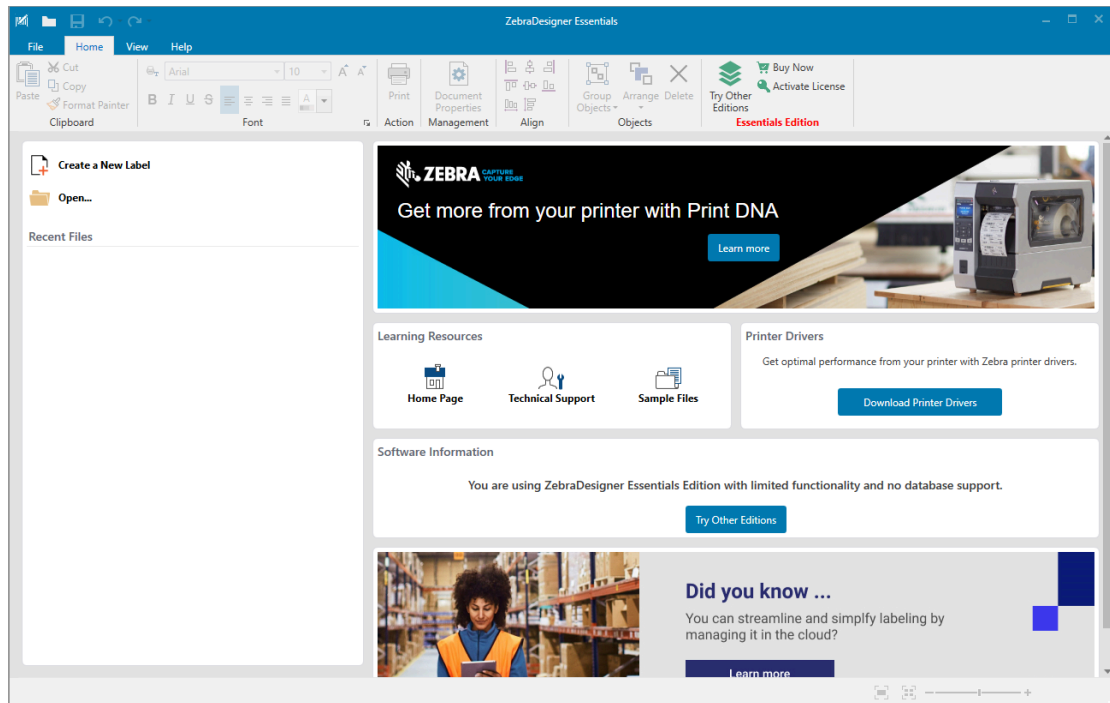 ZebraDesigner Essentials
File Home View Help
Paste
Cut
Copy
Format Painter
Clipboard
Arial 10
B I U S
Font
Print
Action
Document
Properties
Management
Align
Group
Objects
Arrange
Delete
Objects
Try Other
Editions
Buy Now
Activate License
Essentials Edition
Create a New Label
Open...
Recent Files
ZEBRA CAPTURE
YOUR EDGE
Get more from your printer with Print DNA
Learn more
Learning Resources
Home Page Technical Support Sample Files
Printer Drivers
Get optimal performance from your printer with Zebra printer drivers.
Download Printer Drivers
Software Information
You are using ZebraDesigner Essentials Edition with limited functionality and no database support.
Try Other Editions
Did you know ...
You can streamline and simplfy labeling by
managing it in the cloud?
Learn more